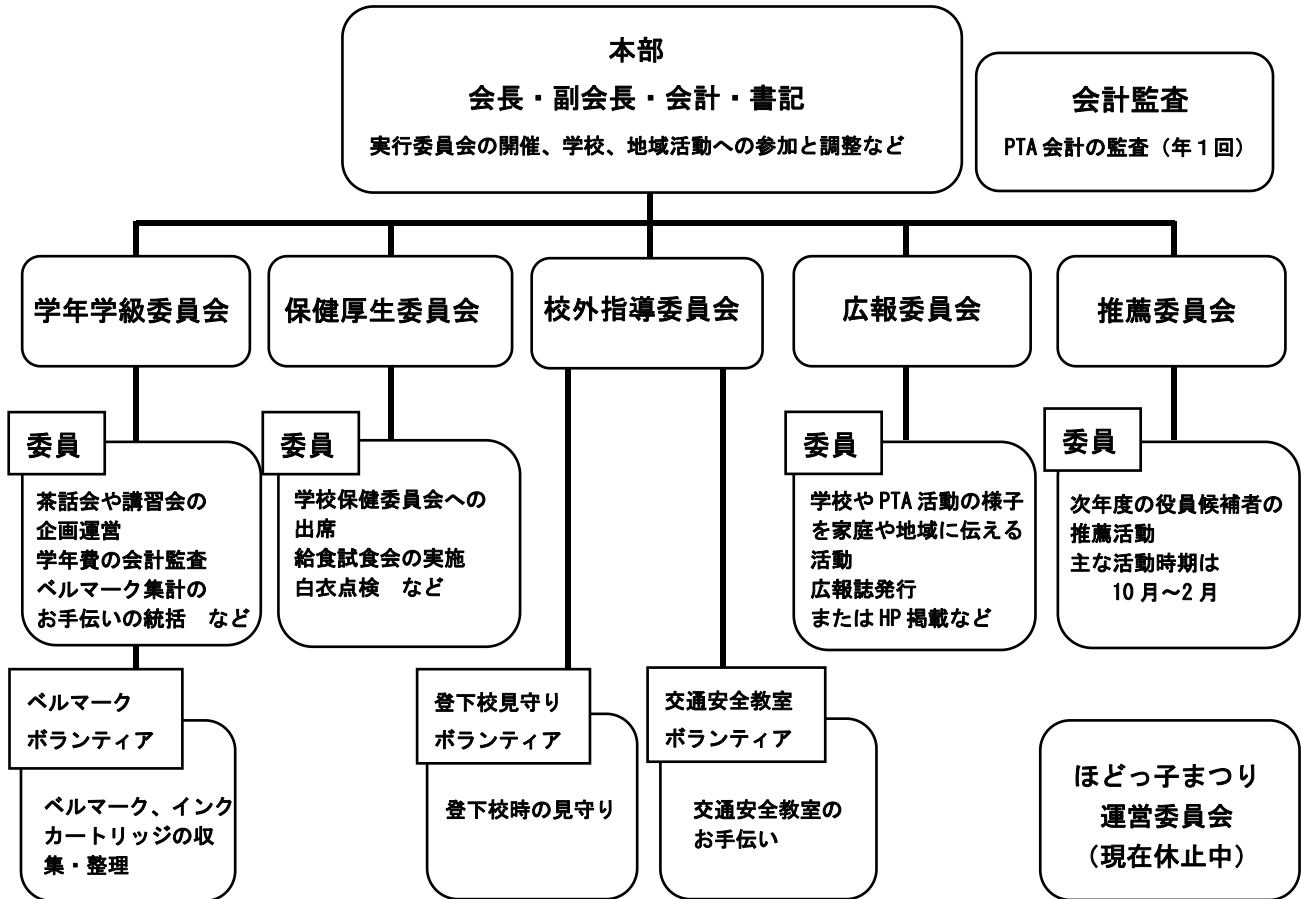 本部
会長・副会長・会計・書記
実行委員会の開催、学校、地域活動への参加と調整など
会計監査
PTA会計の監査（年１回）
学年学級委員会
保健厚生委員会
校外指導委員会
広報委員会
推薦委員会
委員
茶話会や講習会の
企画運営
学年費の会計監査
ベルマーク集計の
お手伝いの統括　など
委員
学校保健委員会への
出席
給食試食会の実施
白衣点検　など
委員
学校やPTA活動の様子
を家庭や地域に伝える
活動
広報誌発行
またはHP掲載など
委員
次年度の役員候補者の
推薦活動
主な活動時期は
10月～2月
ベルマーク
ボランティア
ベルマーク、インク
カートリッジの収
集・整理
登下校見守り
ボランティア
登下校時の見守り
交通安全教室
ボランティア
交通安全教室の
お手伝い
ほどっ子まつり
運営委員会
（現在休止中）